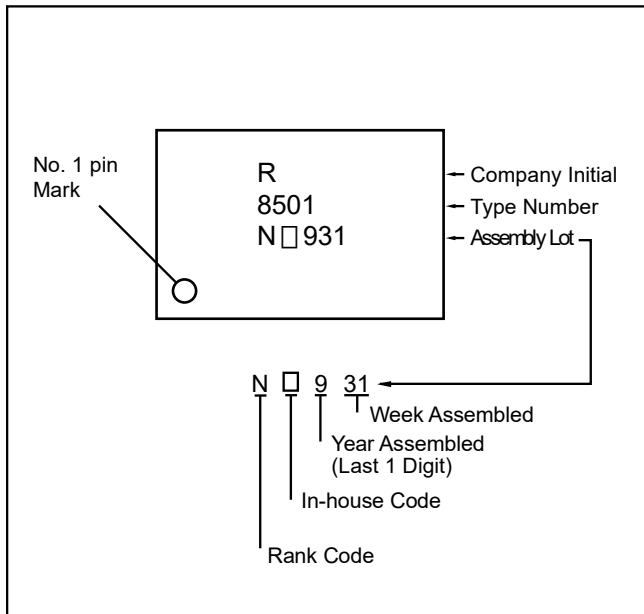 No. 1 pin
Mark
R
8501
N□931
Company Initial
Type Number
Assembly Lot
N □ 9 31
Week Assembled
Year Assembled
(Last 1 Digit)
In-house Code
Rank Code